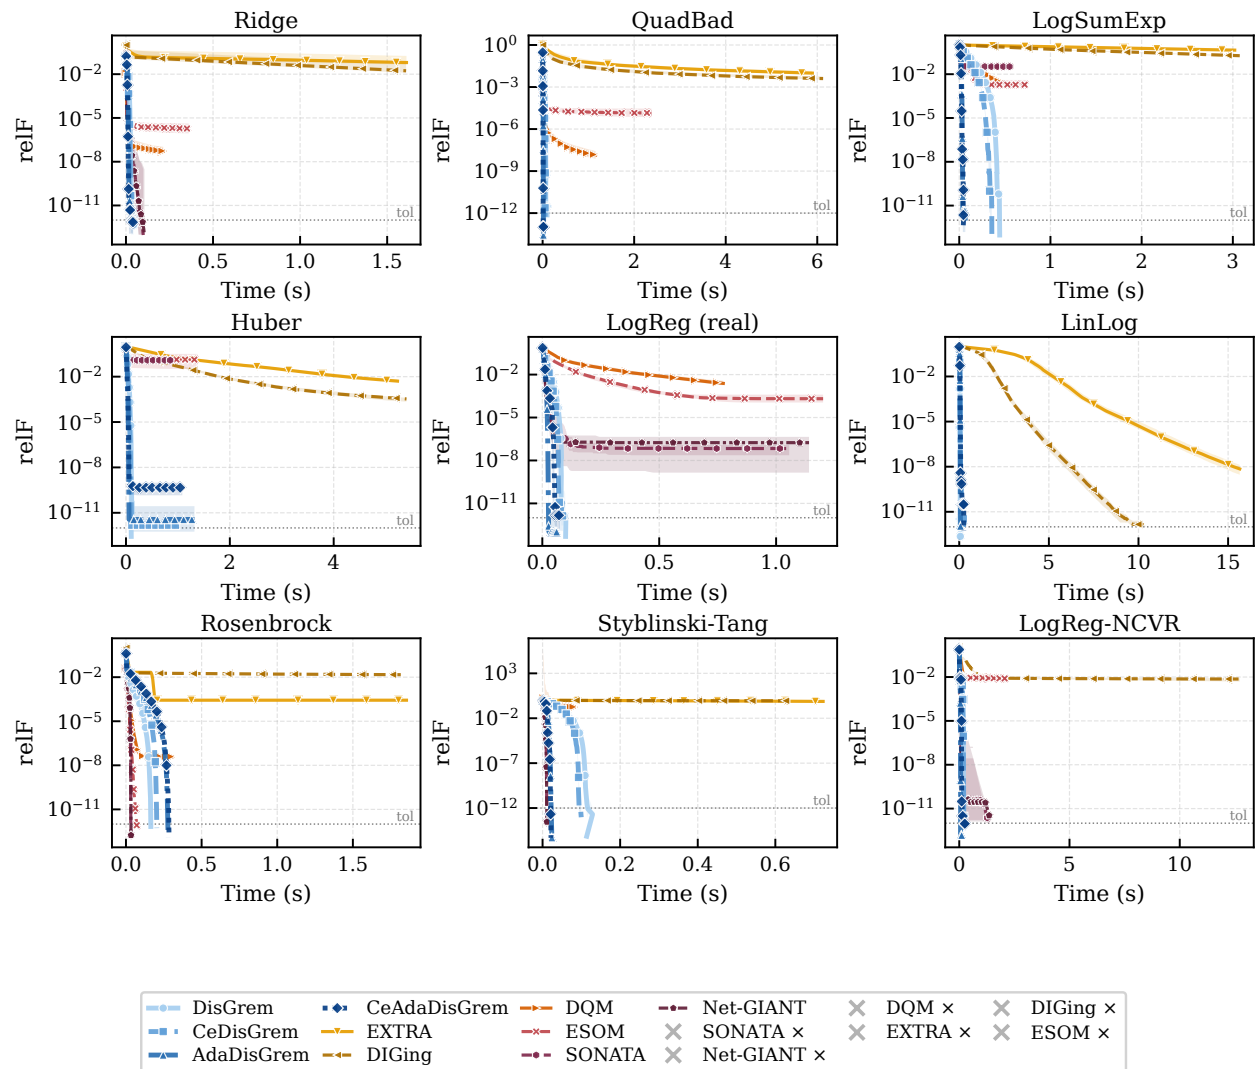 Ridge
QuadBad
LogSumExp
relF
10⁻²
10⁻⁵
10⁻⁸
10⁻¹¹
tol
0.0 0.5 1.0 1.5
Time (s)
relF
10⁰
10⁻³
10⁻⁶
10⁻⁹
10⁻¹²
0 2 4 6
Time (s)
relF
10⁻²
10⁻⁵
10⁻⁸
10⁻¹¹
tol
0 1 2 3
Time (s)
Huber
LogReg (real)
LinLog
relF
10⁻²
10⁻⁵
10⁻⁸
10⁻¹¹
tol
0 2 4
Time (s)
relF
10⁻²
10⁻⁵
10⁻⁸
10⁻¹¹
tol
0.0 0.5 1.0
Time (s)
relF
10⁻²
10⁻⁵
10⁻⁸
10⁻¹¹
tol
0 5 10 15
Time (s)
Rosenbrock
Styblinski-Tang
LogReg-NCVR
relF
10⁻²
10⁻⁵
10⁻⁸
10⁻¹¹
tol
0.0 0.5 1.0 1.5
Time (s)
relF
10³
10⁻²
10⁻⁷
10⁻¹²
tol
0.0 0.2 0.4 0.6
Time (s)
relF
10⁻²
10⁻⁵
10⁻⁸
10⁻¹¹
tol
0 5 10
Time (s)
DisGrem CeAdaDisGrem DQM Net-GIANT DQM × DIGing ×
CeDisGrem EXTRA ESOM SONATA × EXTRA × ESOM ×
AdaDisGrem DIGing SONATA Net-GIANT ×